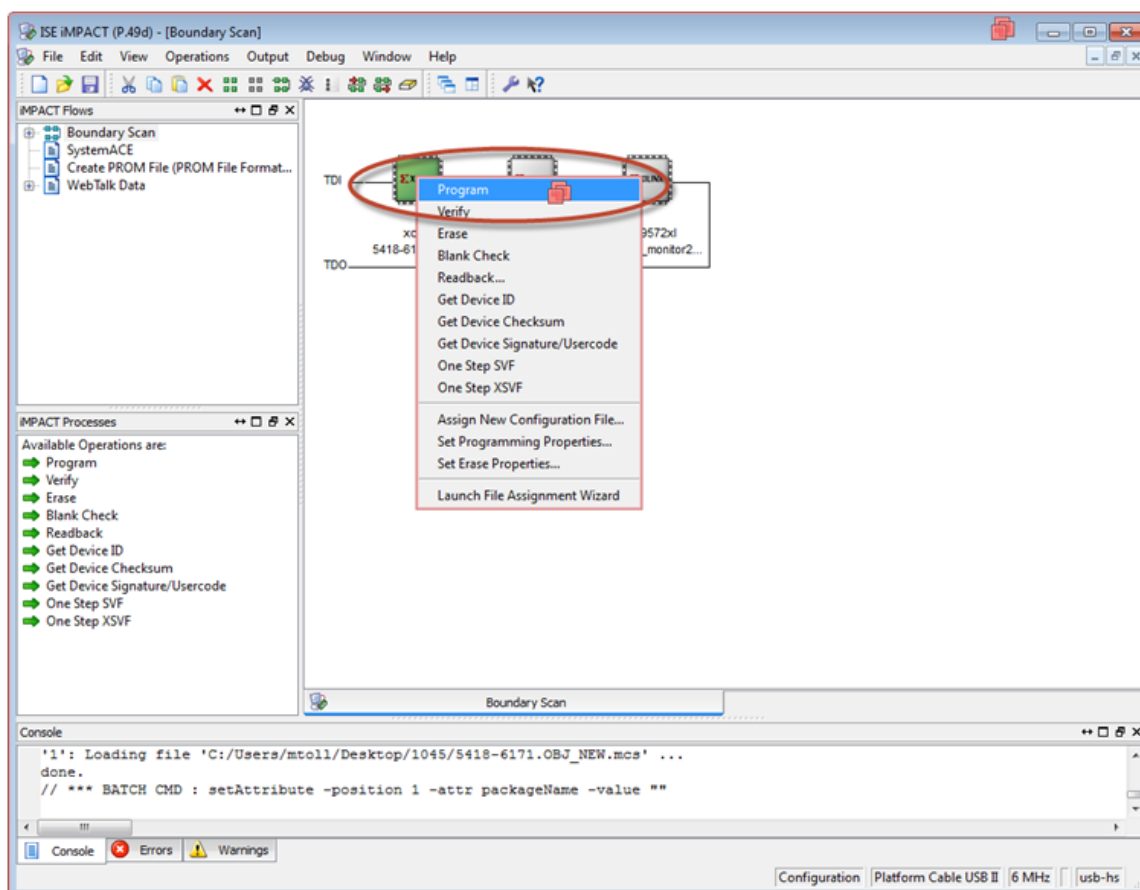 ISE iMPACT (P.49d) - [Boundary Scan]
File Edit View Operations Output Debug Window Help
iMPACT Flows
Boundary Scan
SystemACE
Create PROM File (PROM File Format...
WebTalk Data
TDI
Program
Verify
Erase
Blank Check
Readback...
Get Device ID
Get Device Checksum
Get Device Signature/Usercode
One Step SVF
One Step XSVF
Assign New Configuration File...
Set Programming Properties...
Set Erase Properties...
Launch File Assignment Wizard
xc
5418-61
9572xl
_monitor2...
TDO
iMPACT Processes
Available Operations are:
Program
Verify
Erase
Blank Check
Readback
Get Device ID
Get Device Checksum
Get Device Signature/Usercode
One Step SVF
One Step XSVF
Boundary Scan
Console
'1': Loading file 'C:/Users/mtoll/Desktop/1045/5418-6171.OBJ_NEW.mcs' ...
done.
// *** BATCH CMD : setAttribute -position 1 -attr packageName -value ""
Console Errors Warnings
Configuration Platform Cable USB II 6 MHz usb-hs